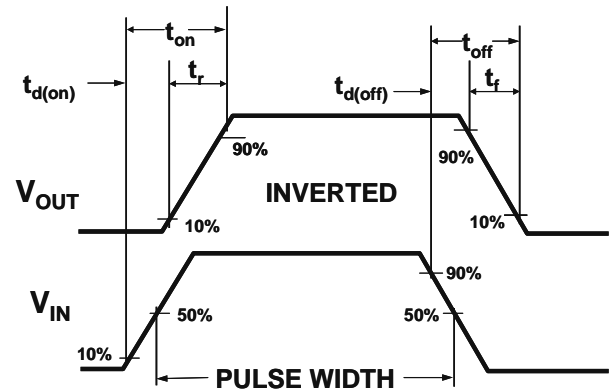 t_on
t_off
t_d(on)
t_r
t_d(off)
t_f
90%
90%
V_OUT
INVERTED
10%
10%
90%
V_IN
50%
50%
10%
PULSE WIDTH